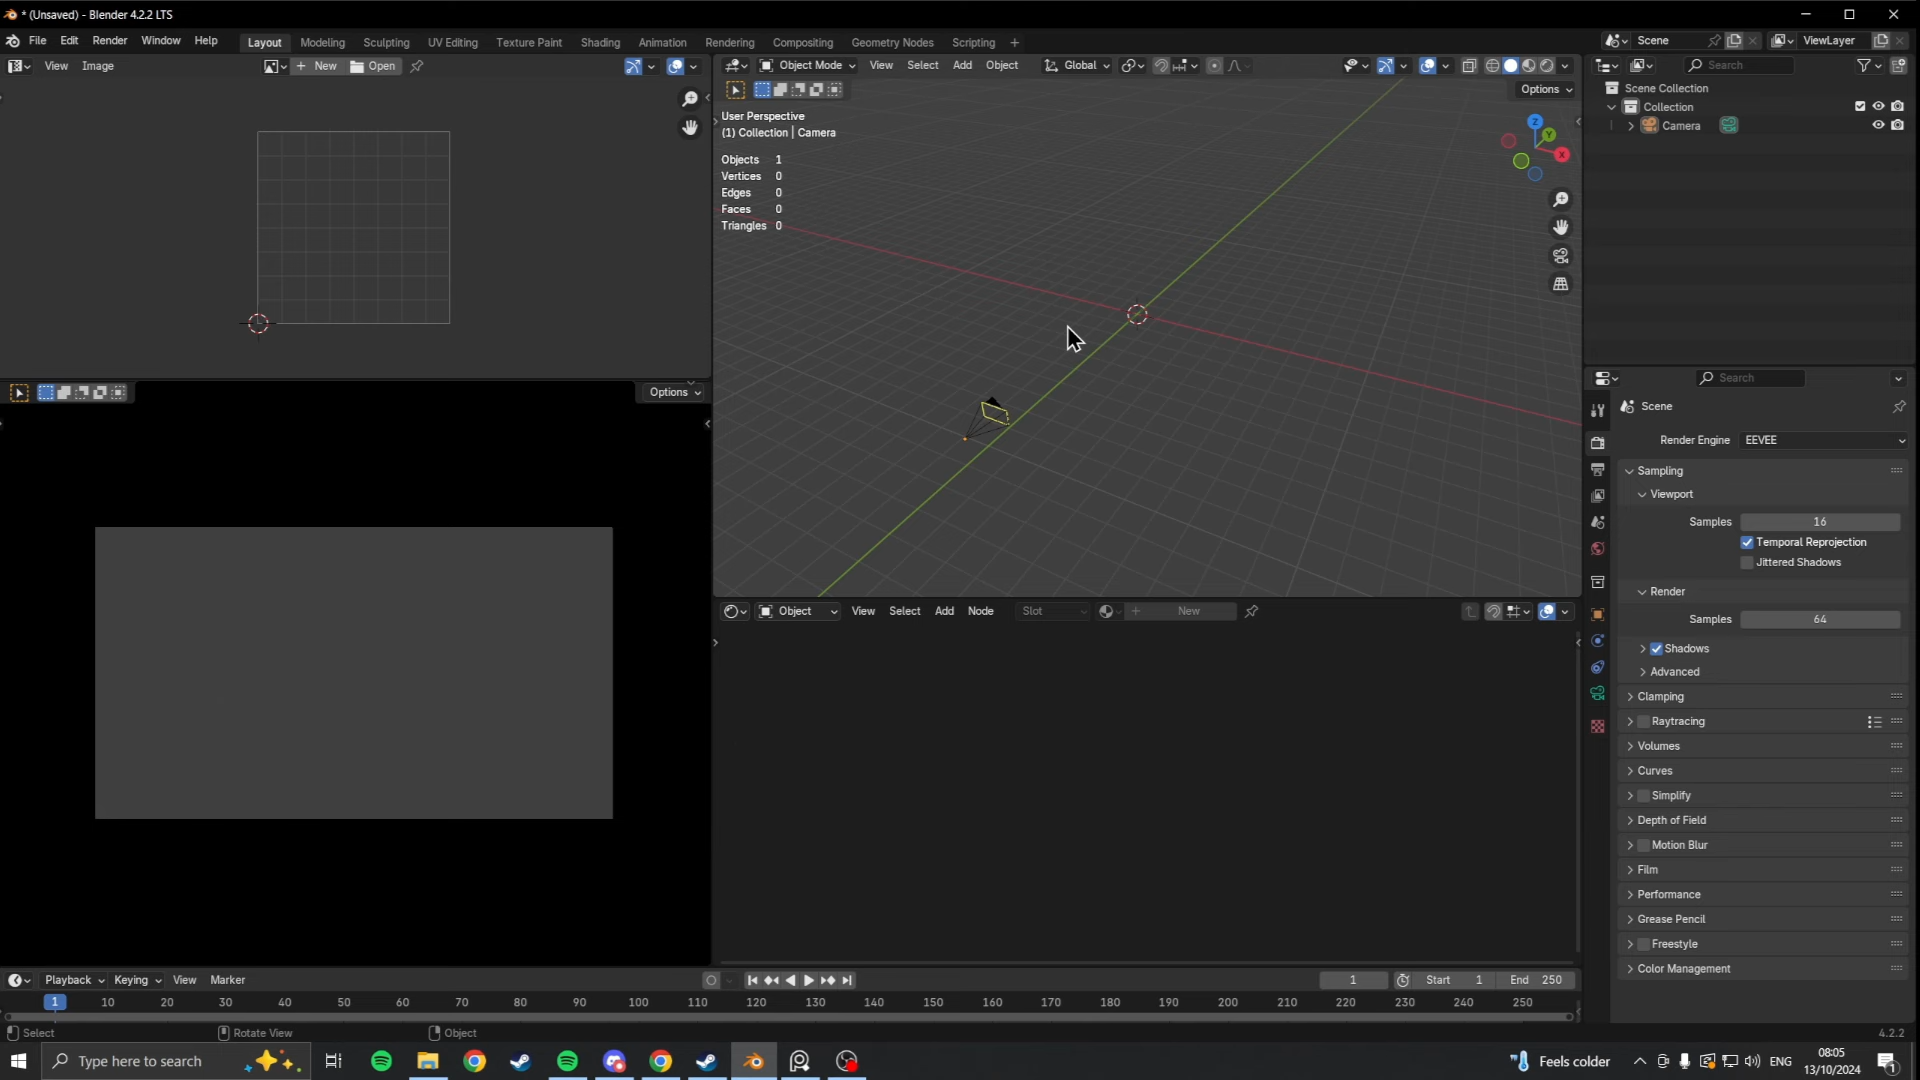 * (Unsaved) - Blender 4.2.2 LTS
File Edit Render Window Help Layout Modeling Sculpting UV Editing Texture Paint Shading Animation Rendering Compositing Geometry Nodes Scripting + Scene ViewLayer
View Image + New Open Object Mode View Select Add Object Global Search
Options
User Perspective
(1) Collection | Camera
Objects 1
Vertices 0
Edges 0
Faces 0
Triangles 0
Z
Y
X
Scene Collection
Collection
Camera
Options
Search
Scene
Render Engine EEVEE
Sampling
Viewport
Samples 16
Temporal Reprojection
Jittered Shadows
Render
Samples 64
Shadows
Advanced
Clamping
Raytracing
Volumes
Curves
Simplify
Depth of Field
Motion Blur
Film
Performance
Grease Pencil
Freestyle
Color Management
Object View Select Add Node Slot + New
Playback Keying View Marker 1 Start 1 End 250
1 10 20 30 40 50 60 70 80 90 100 110 120 130 140 150 160 170 180 190 200 210 220 230 240 250
Select Rotate View Object 4.2.2
Type here to search Feels colder ENG 08:05
13/10/2024
1